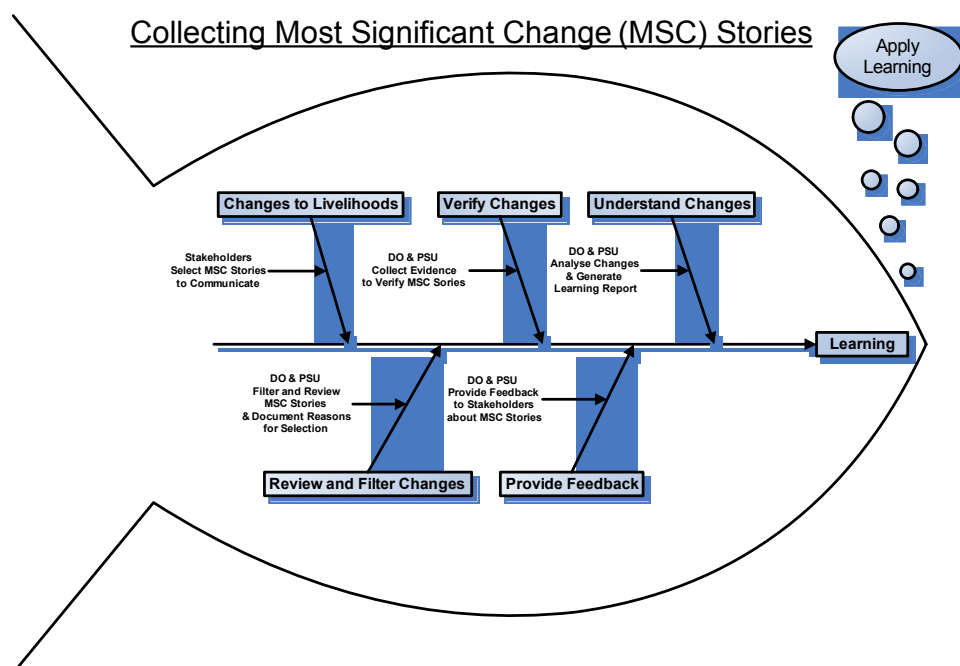 Collecting Most Significant Change (MSC) Stories
Apply
Learning
Changes to Livelihoods
Verify Changes
Understand Changes
Stakeholders
Select MSC Stories
to Communicate
DO & PSU
Collect Evidence
to Verify MSC Sories
DO & PSU
Analyse Changes
& Generate
Learning Report
Learning
DO & PSU
Filter and Review
MSC Stories
& Document Reasons
for Selection
DO & PSU
Provide Feedback
to Stakeholders
about MSC Stories
Review and Filter Changes
Provide Feedback